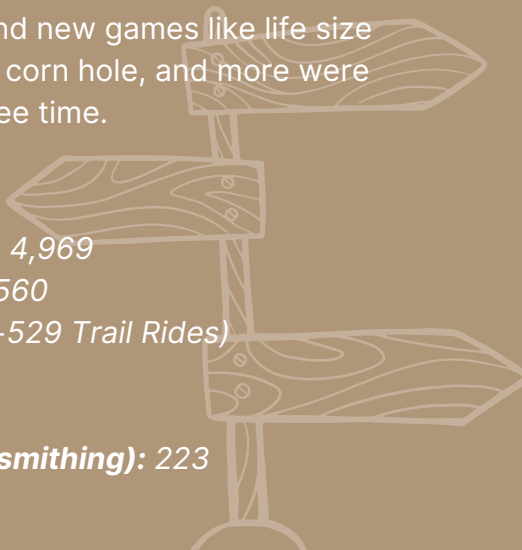 nd new games like life size
corn hole, and more were
ee time.
4,969
560
-529 Trail Rides)
smithing): 223